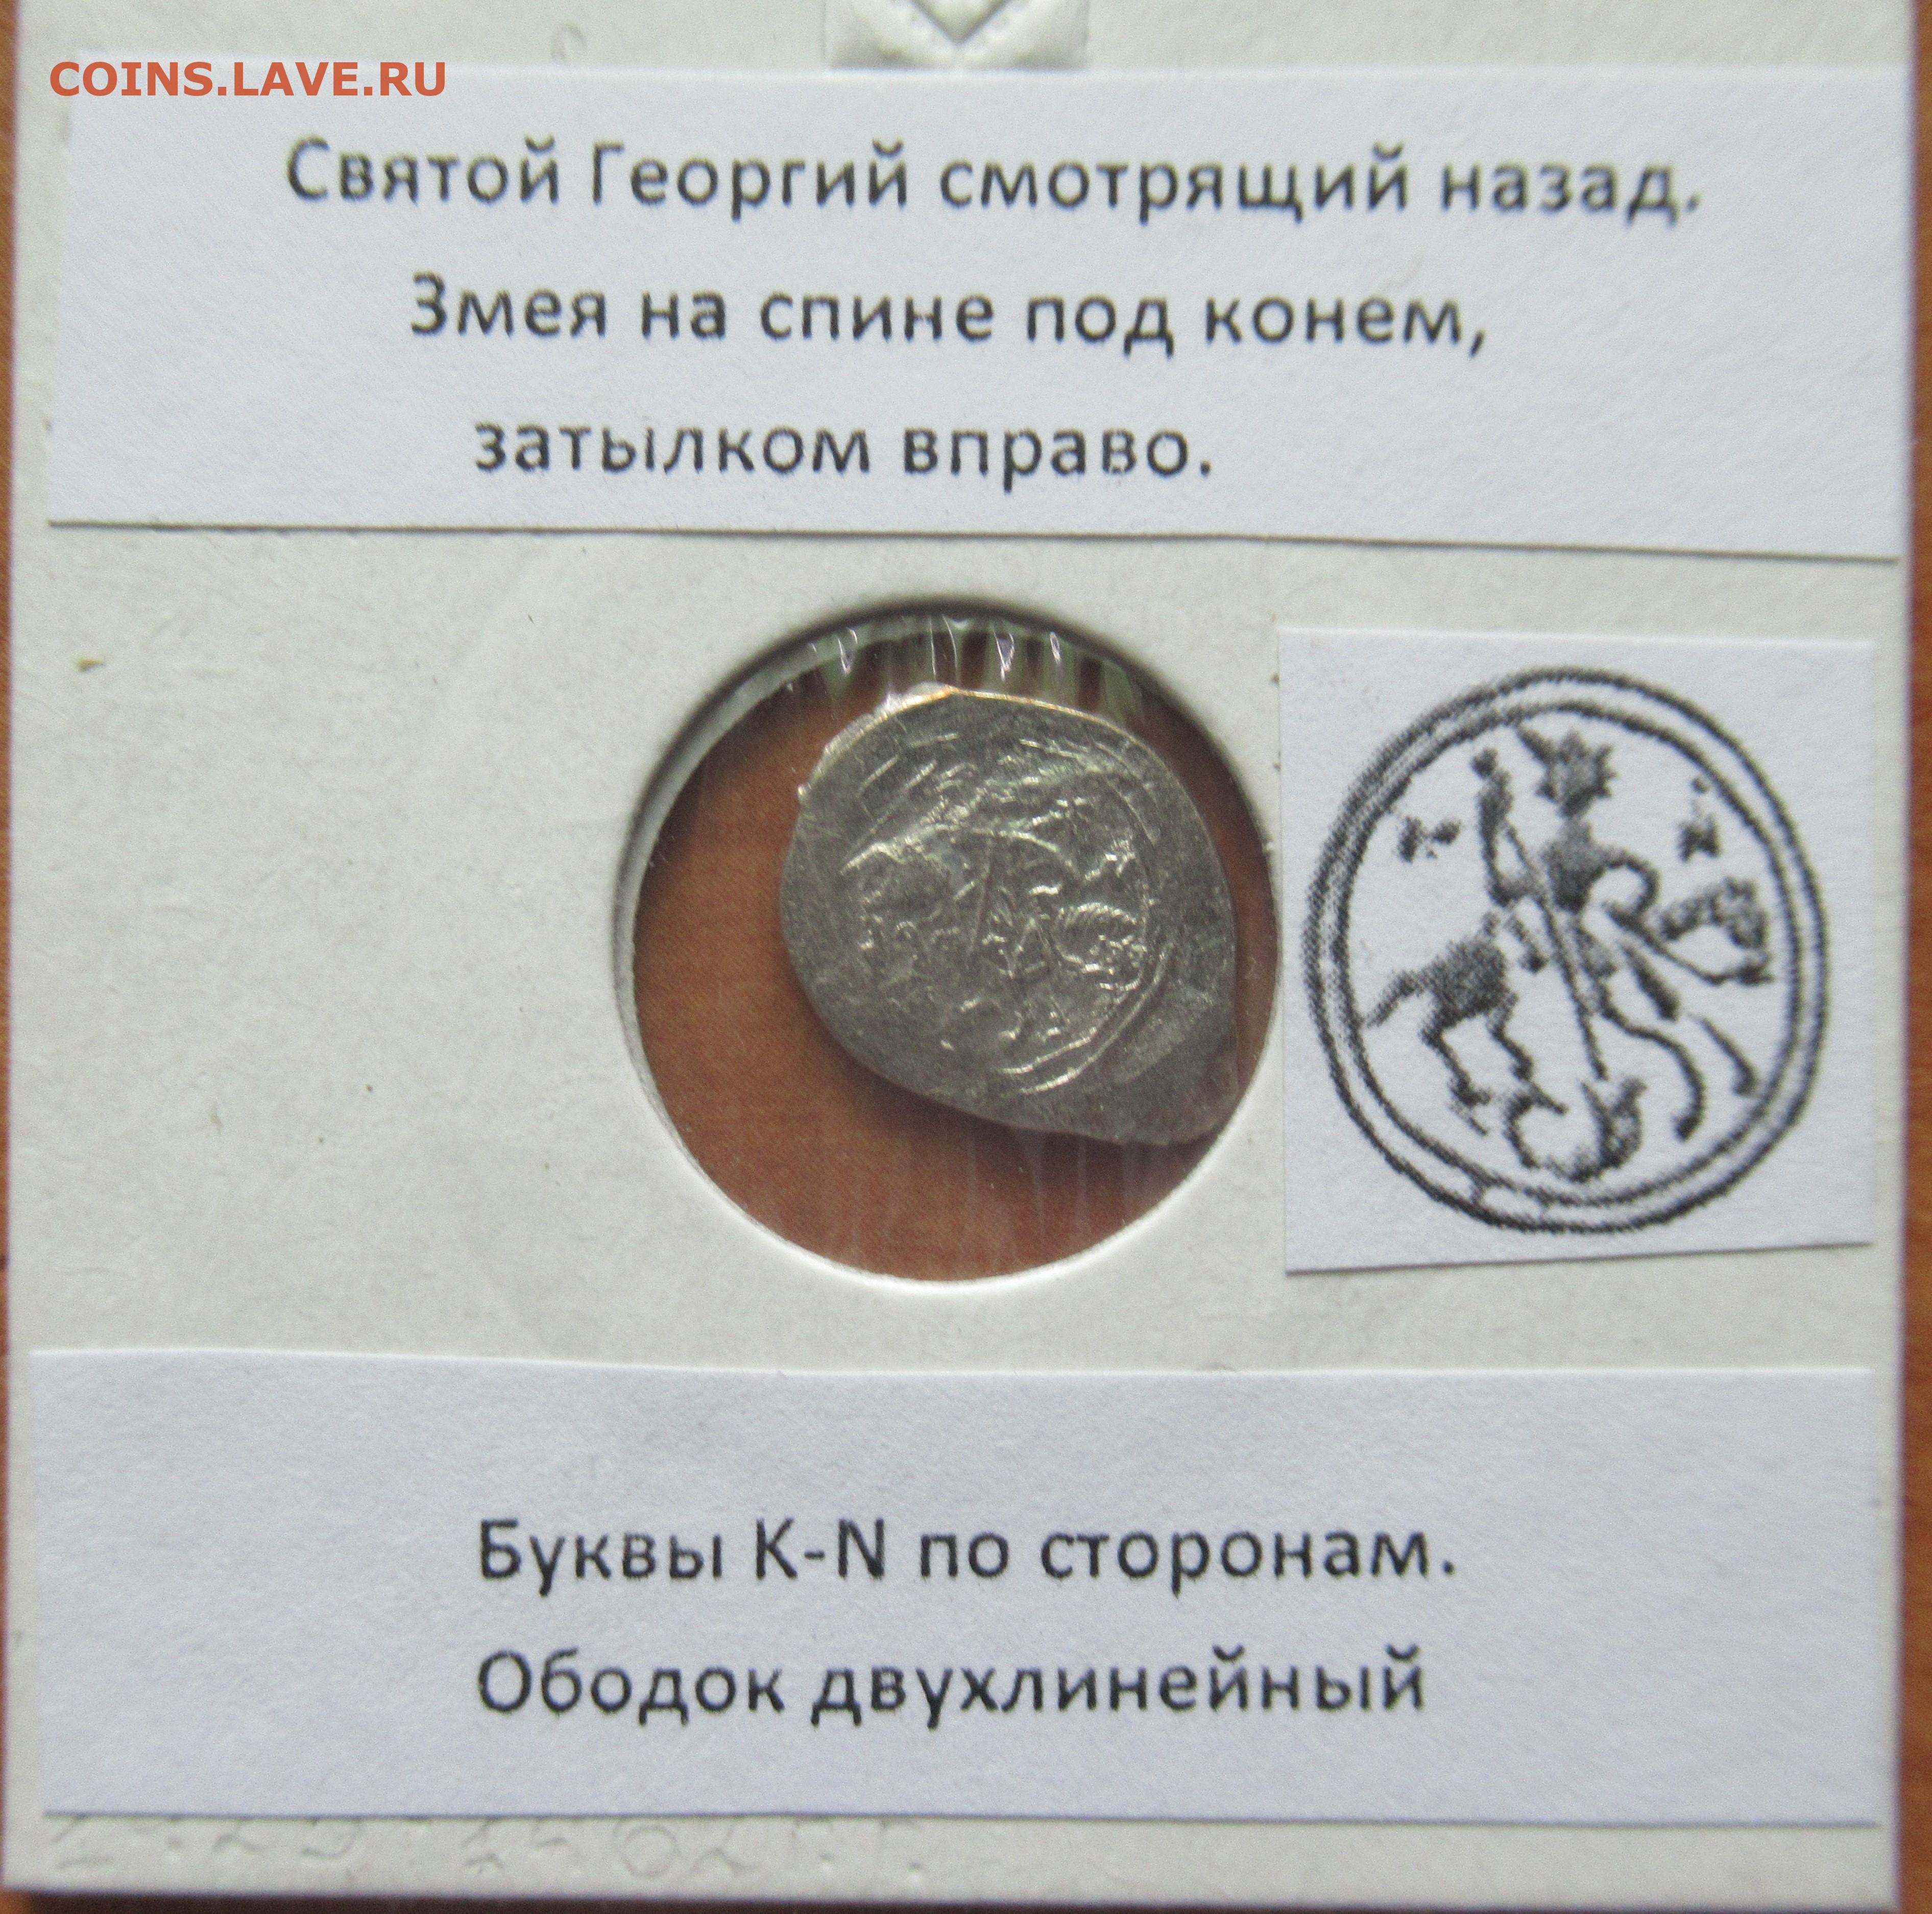 COINS.LAVE.RU
Святой Георгий смотрящий назад.
Змея на спине под конем,
затылком вправо.
К N
Буквы K-N по сторонам.
Ободок двухлинейный